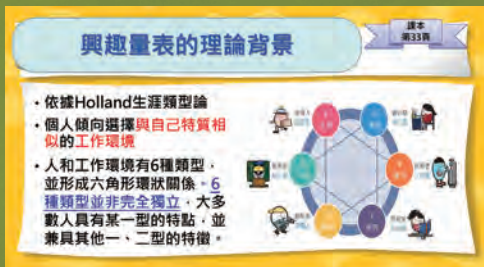 興趣量表的理論背景
課本
第33頁
・依據Holland生涯類型論
・個人傾向選擇與自己特質相
似的工作環境
・人和工作環境有6種類型,
並形成六角形環狀關係。6
種類型並非完全獨立,大多
數人具有某一型的特點,並
兼具其他一、二型的特徵。